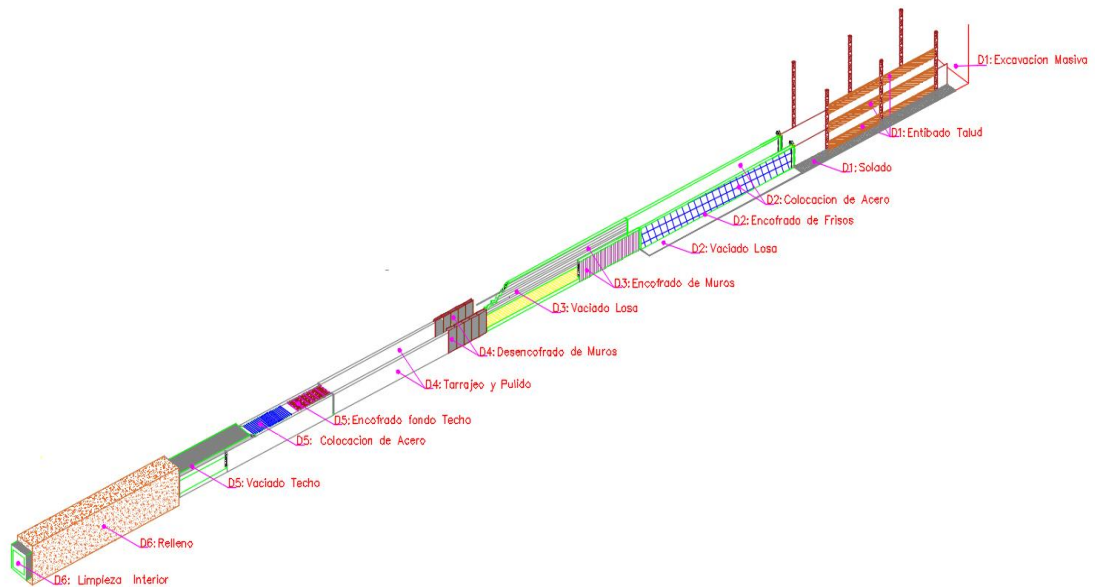 D1: Excavacion Masiva
D1: Entibado Talud
D1: Solado
D2: Colocacion de Acero
D2: Encofrado de Frisos
D2: Vaciado Losa
D3: Encofrado de Muros
D3: Vaciado Losa
D4: Desencofrado de Muros
D4: Tarrajeo y Pulido
D5: Encofrado fondo Techo
D5: Colocacion de Acero
D5: Vaciado Techo
D6: Relleno
D6: Limpieza Interior